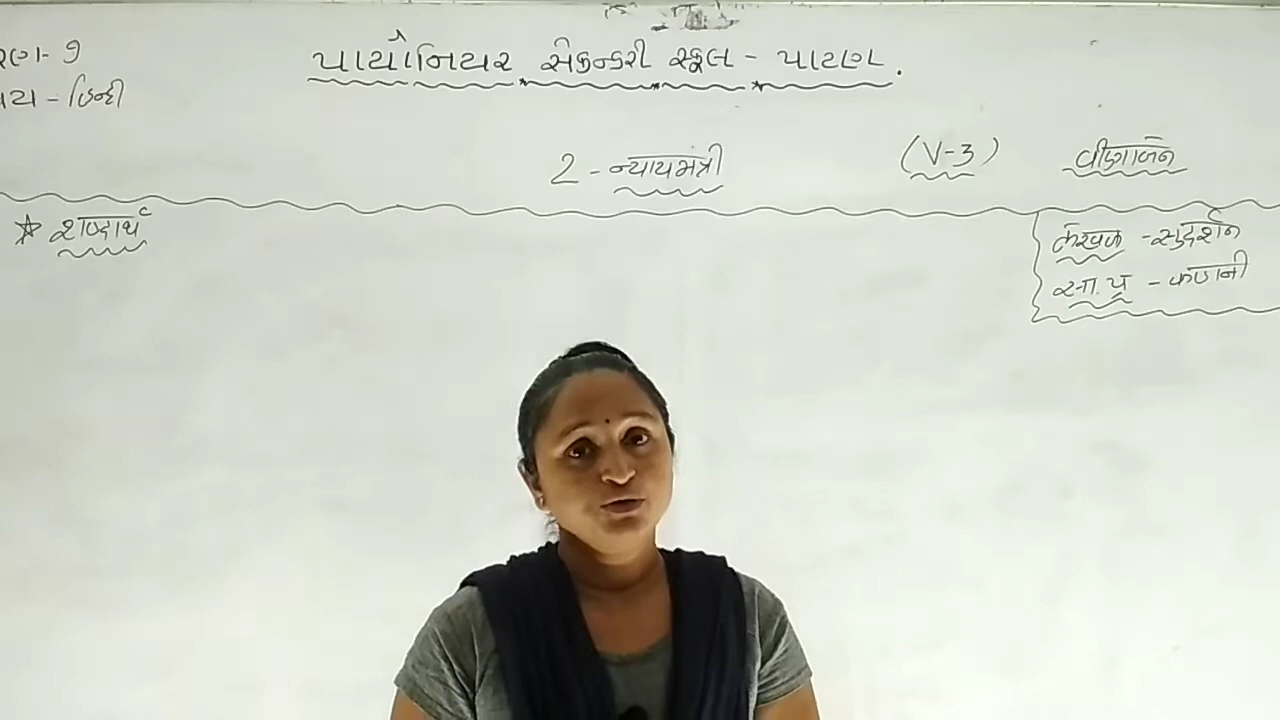 રણ- 9
પાયોનિયર સેકન્ડરી સ્કૂલ - પાટણ.
ષય - હિન્દી
2 - न्यायमंत्री (V-3) वीणाबेन
☆ शब्दार्थ
लेखक - सुदर्शन
सा.प्र - कहानी